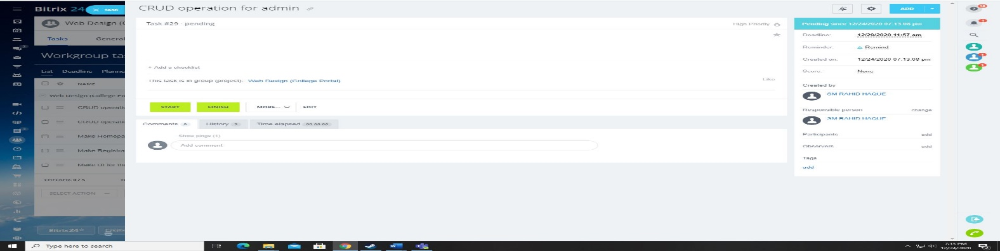 Bitrix 24
TASK
CRUD operation for admin
ADD
Web Design (C
Tasks
General
Workgroup ta
List Deadline Planne
NAME
Web Design (College Po
CRUD operati
CRUD operati
Make Homepa
Make Registra
Make UI for the
CHECKED: 0 / 5
SELECT ACTION
Bitrix24
Task #29 - pending
High Priority
+ Add a checklist
This task is in group (project): Web Design (College Portal)
Like
START FINISH MORE... EDIT
Comments 0 History 3 Time elapsed 00:00:00
Show pings (1)
Add comment
Pending since 12/24/2020 07.13.08 pm
Deadline: 12/29/2020 11:57 am
Reminder: Remind
Created on: 12/24/2020 07.13.08 pm
Score: None
Created by
SM RAHID HAQUE
Responsible person change
SM RAHID HAQUE
Participants add
Observers add
Tags
add
Type here to search
7:14 PM
12/24/2020